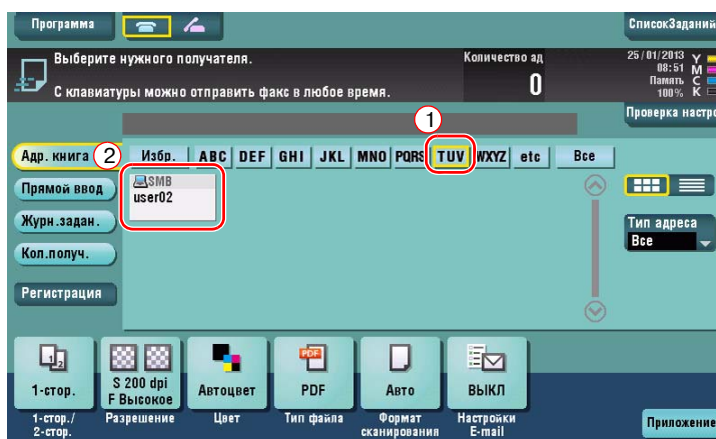 Программа
СписокЗаданий
Выберите нужного получателя.
Количество ад
25/01/2013
08:51
Память
100%
Y
M
C
K
С клавиатуры можно отправить факс в любое время.
0
Проверка настро
1
Адр. книга
2
Избр. ABC DEF GHI JKL MNO PQRS TUV WXYZ etc Все
SMB
user02
Прямой ввод
Журн.задан.
Тип адреса
Все
Кол.получ.
Регистрация
1-стор.
S 200 dpi
F Высокое
Автоцвет
PDF
PDF
Авто
ВЫКЛ
1-стор./
2-стор.
Разрешение
Цвет
Тип файла
Формат
сканирования
Настройки
E-mail
Приложение